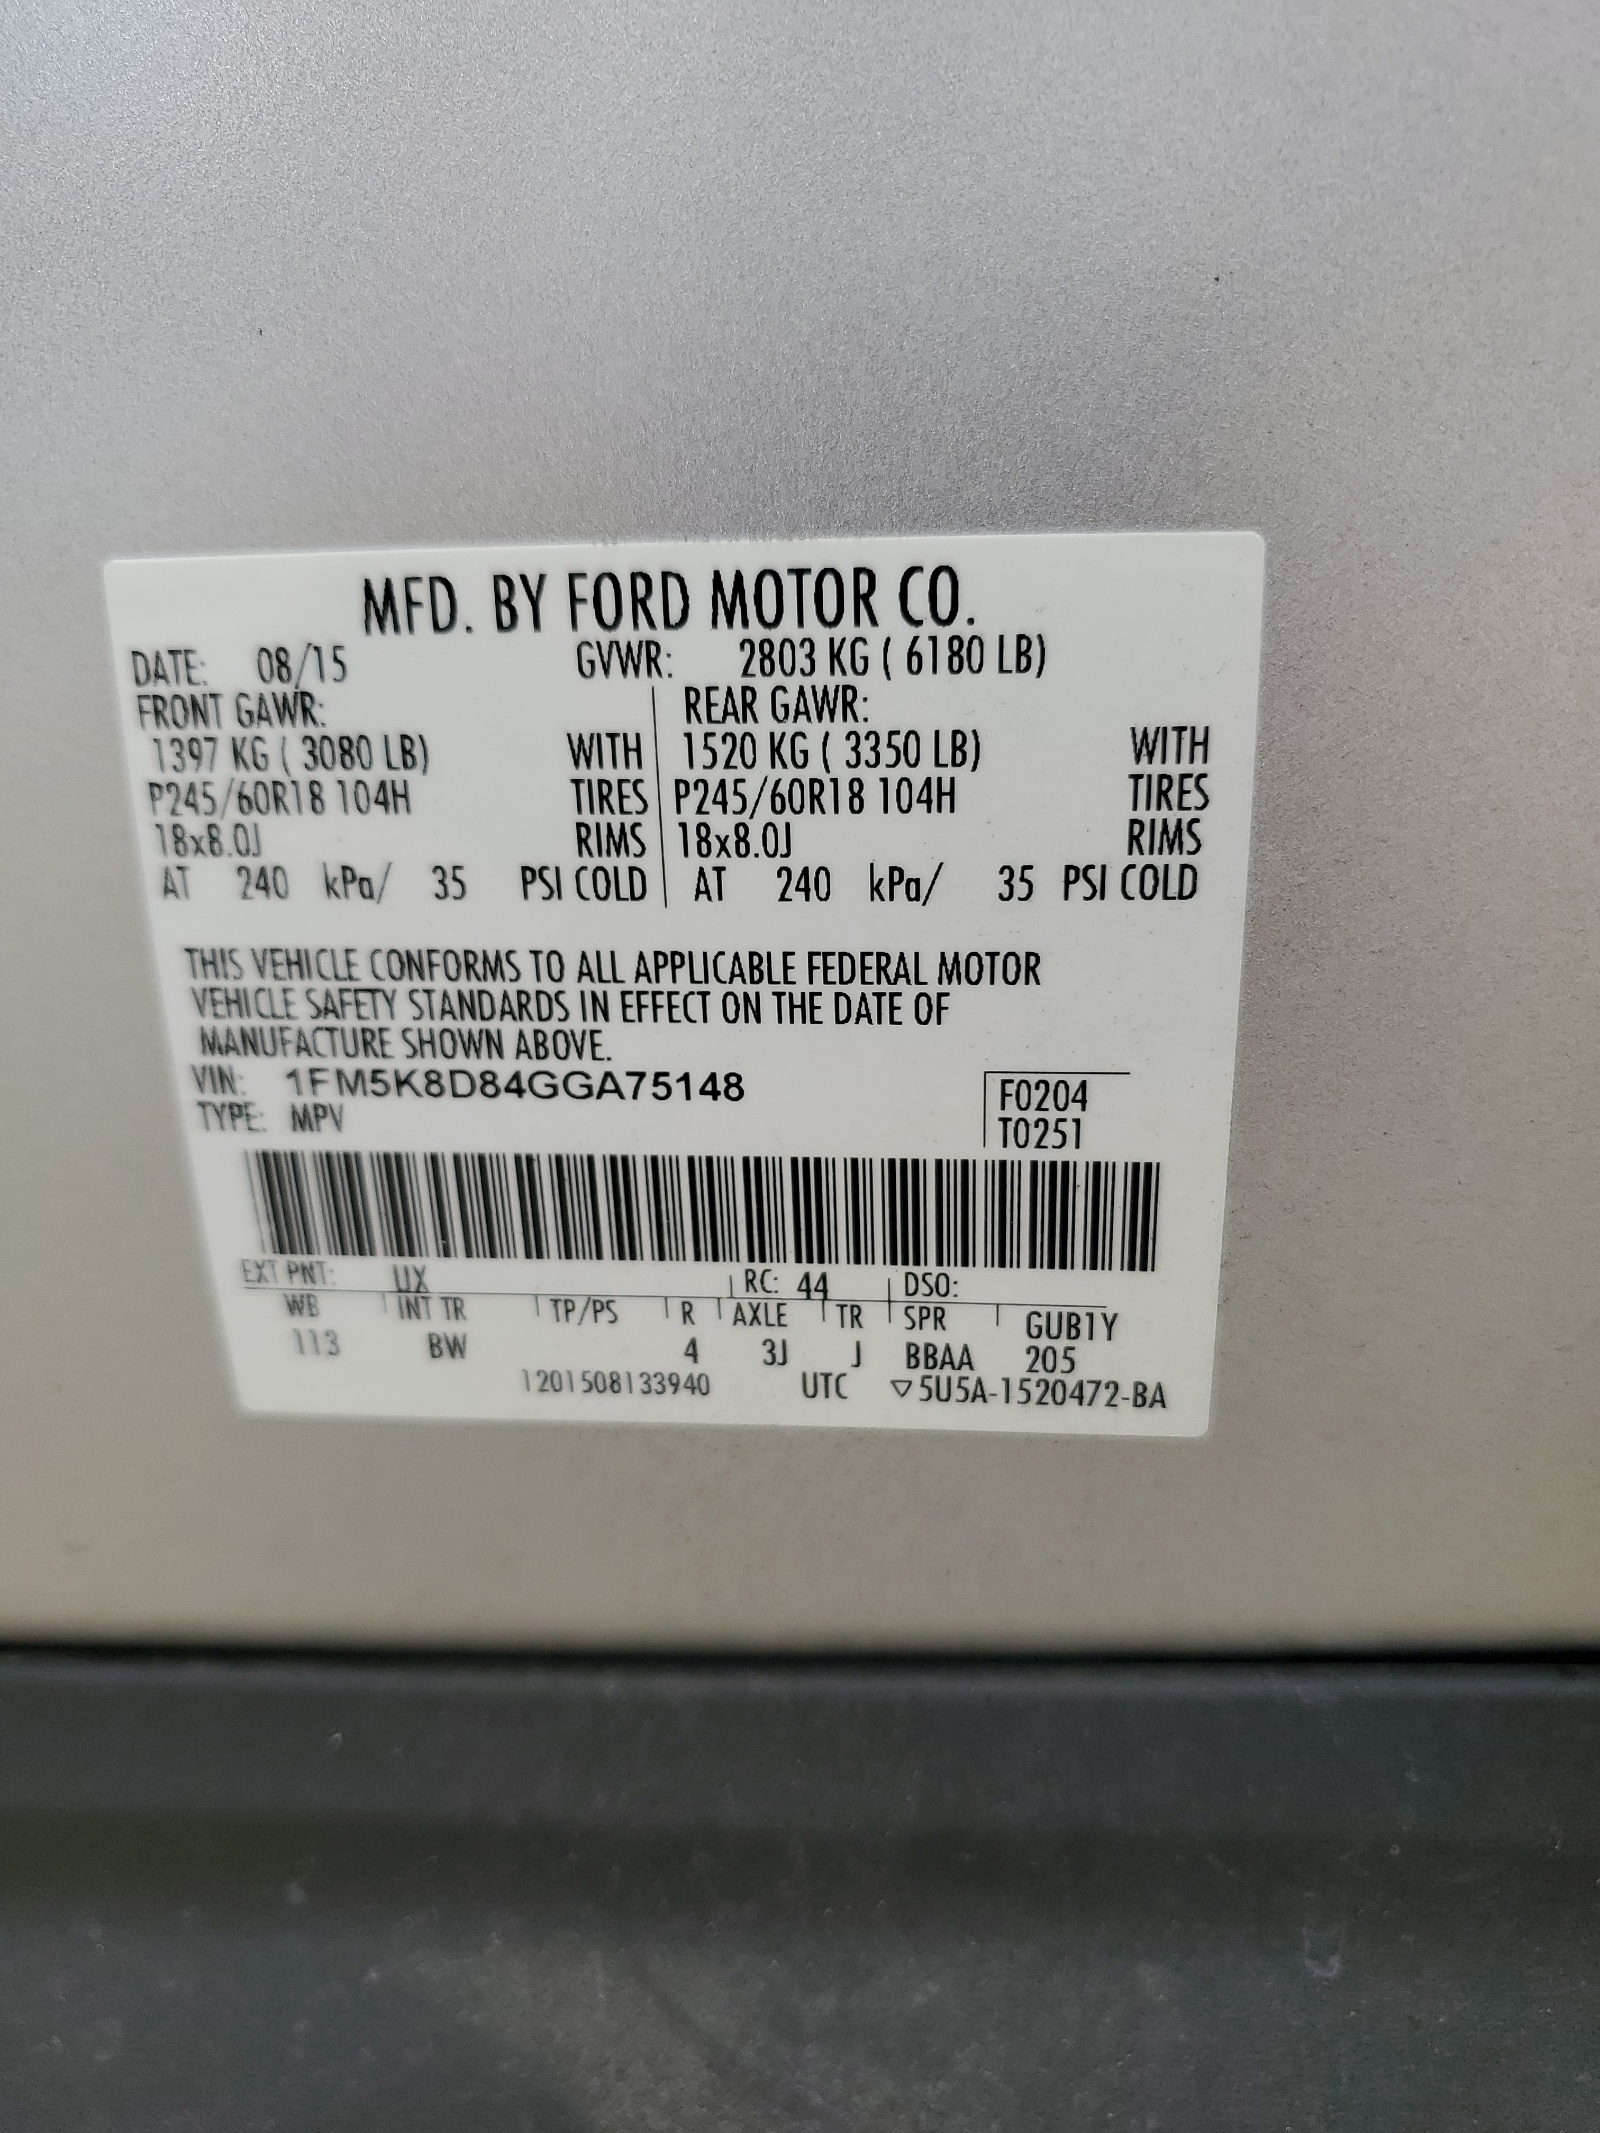 MFD. BY FORD MOTOR CO.
DATE: 08/15 GVWR: 2803 KG ( 6180 LB)
FRONT GAWR: REAR GAWR:
1397 KG ( 3080 LB) WITH 1520 KG ( 3350 LB) WITH
P245/60R18 104H TIRES P245/60R18 104H TIRES
18x8.0J RIMS 18x8.0J RIMS
AT 240 kPa/ 35 PSI COLD AT 240 kPa/ 35 PSI COLD
THIS VEHICLE CONFORMS TO ALL APPLICABLE FEDERAL MOTOR
VEHICLE SAFETY STANDARDS IN EFFECT ON THE DATE OF
MANUFACTURE SHOWN ABOVE.
VIN: 1FM5K8D84GGA75148 F0204
TYPE: MPV T0251
EXT PNT: UX RC: 44 DSO:
WB INT TR TP/PS R AXLE TR SPR GUB1Y
113 BW 4 3J J BBAA 205
1201508133940 UTC ▽5U5A-1520472-BA